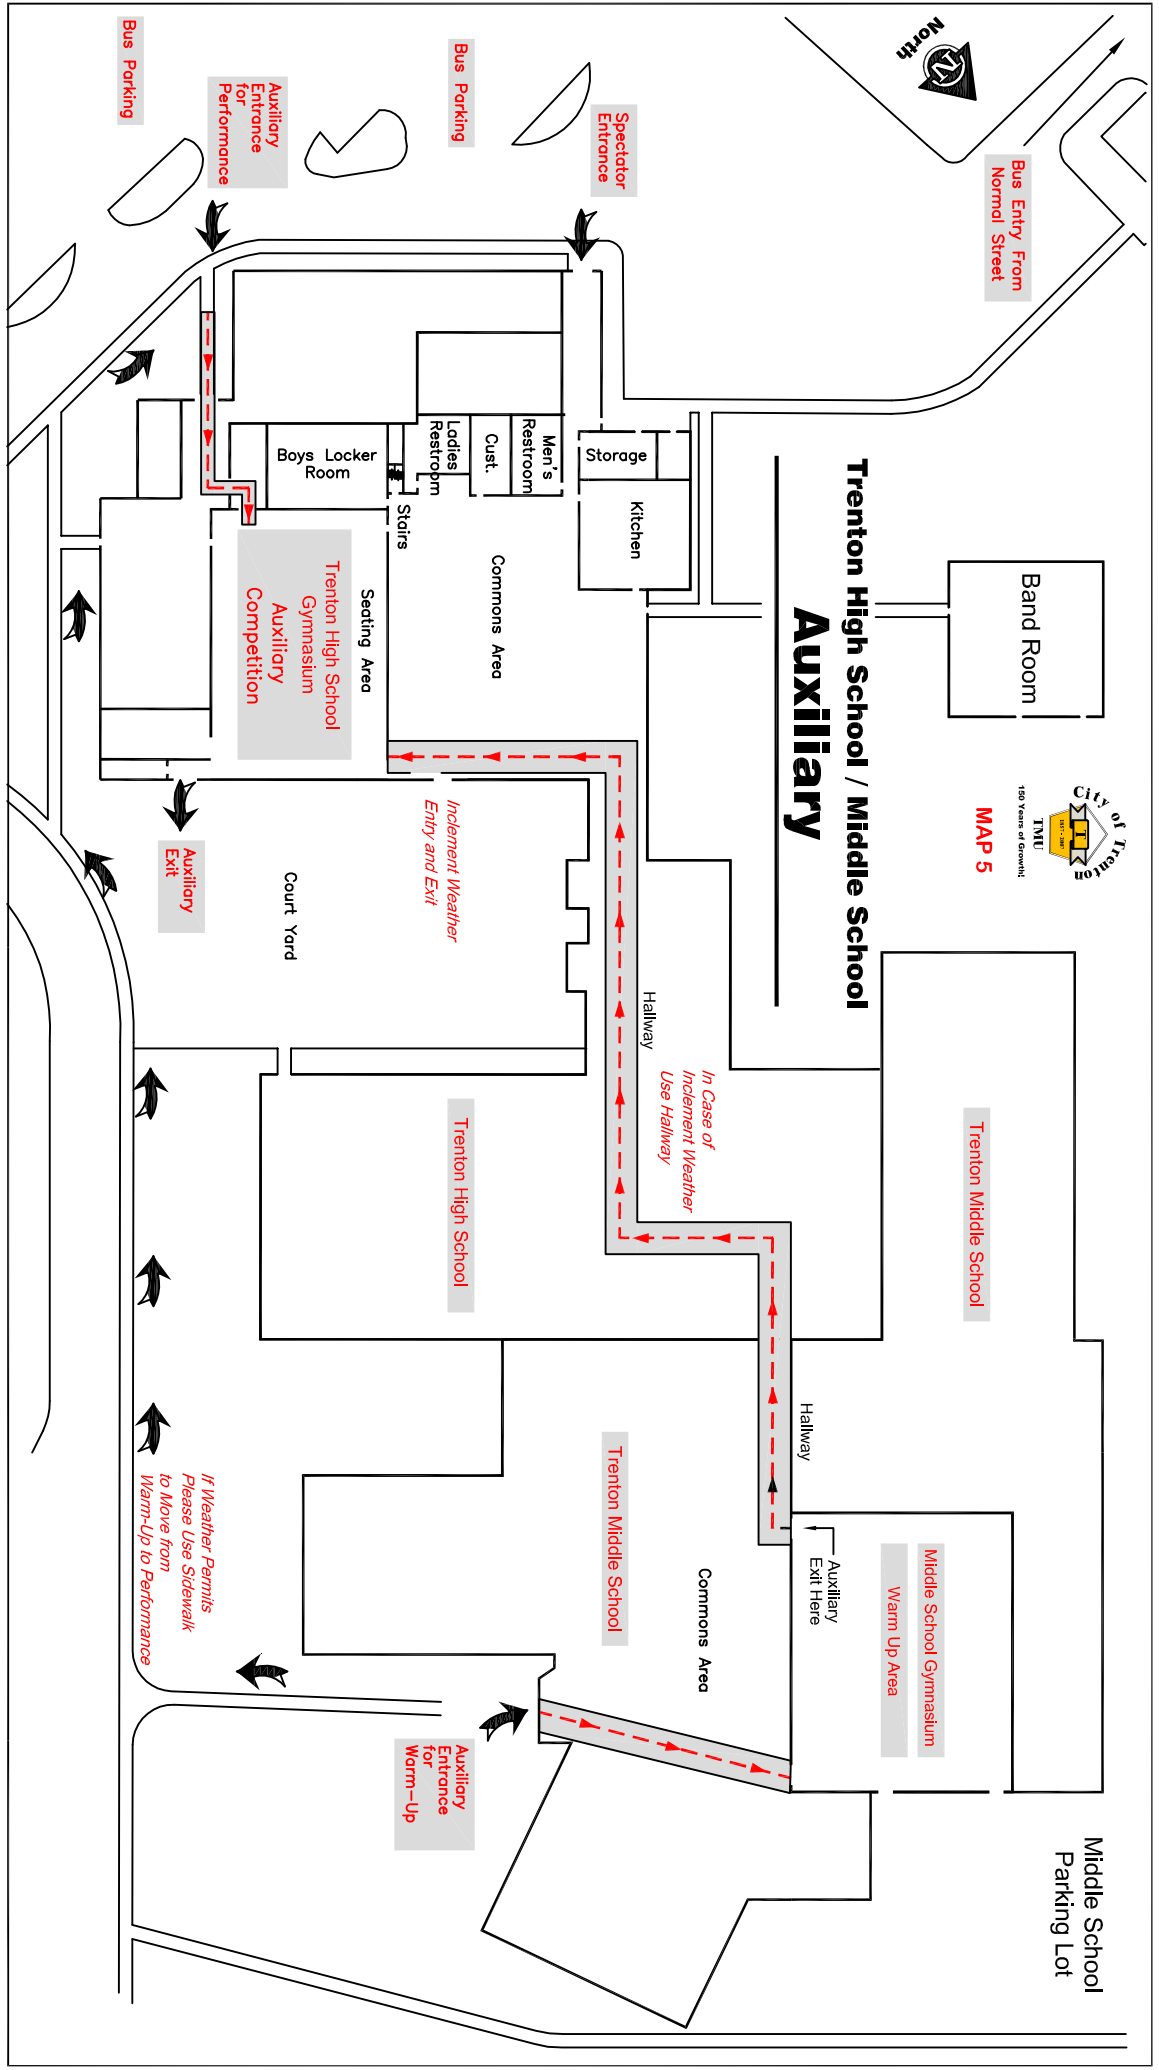 Trenton High School / Middle School
Auxiliary
City of Trenton
T
1857 - 2007
TMU
150 Years of Growth!
MAP 5
North
N
Bus Entry From
Normal Street
Spectator
Entrance
Bus Parking
Auxiliary
Entrance
for
Performance
Bus Parking
Band Room
Storage
Kitchen
Men's
Restroom
Cust.
Ladies
Restroom
Boys Locker
Room
Stairs
Commons Area
Seating Area
Trenton High School
Gymnasium
Auxiliary
Competition
Inclement Weather
Entry and Exit
Auxiliary
Exit
Court Yard
Hallway
In Case of
Inclement Weather
Use Hallway
Trenton High School
Trenton Middle School
Hallway
Auxiliary
Exit Here
Middle School Gymnasium
Warm Up Area
Trenton Middle School
Commons Area
If Weather Permits
Please Use Sidewalk
to Move from
Warm-Up to Performance
Auxiliary
Entrance
for
Warm-Up
Middle School
Parking Lot